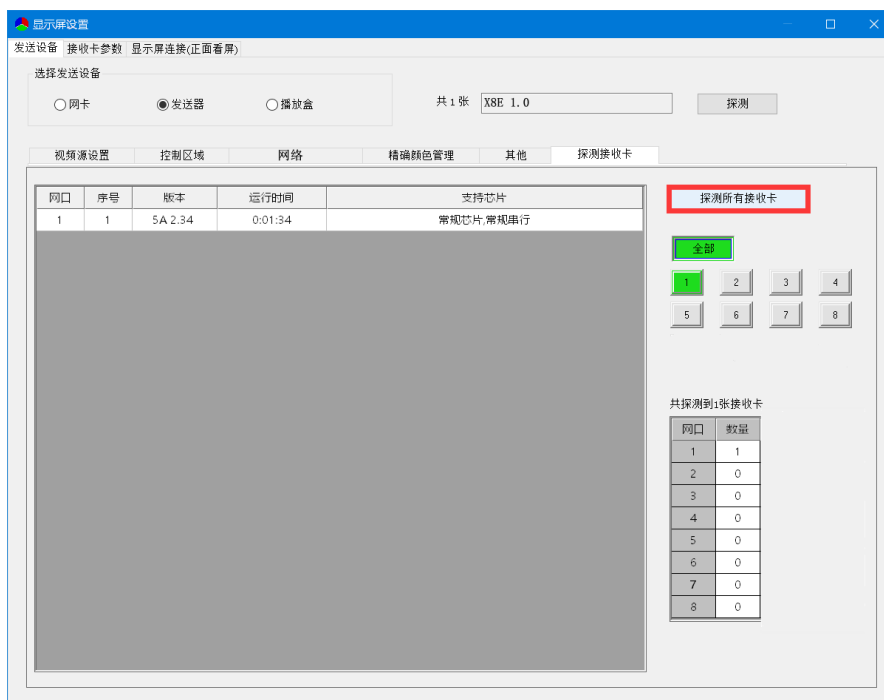 显示屏设置
发送设备 接收卡参数 显示屏连接(正面看屏)
选择发送设备
网卡 发送器 播放盒
共 1 张 X8E 1.0 探测
视频源设置 控制区域 网络 精确颜色管理 其他 探测接收卡
网口 序号 版本 运行时间 支持芯片
1 1 5A 2.34 0:01:34 常规芯片,常规串行
探测所有接收卡
全部
1 2 3 4
5 6 7 8
共探测到1张接收卡
网口 数量
1 1
2 0
3 0
4 0
5 0
6 0
7 0
8 0